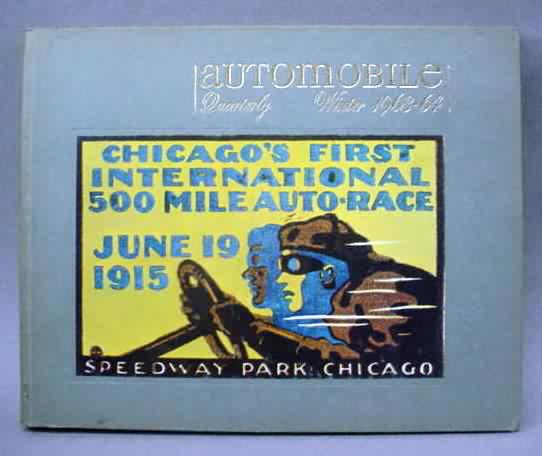 AUTOMOBILE
Quarterly Winter 1963-64
CHICAGO'S FIRST
INTERNATIONAL
500 MILE AUTO-RACE
JUNE 19
1915
SPEEDWAY PARK CHICAGO